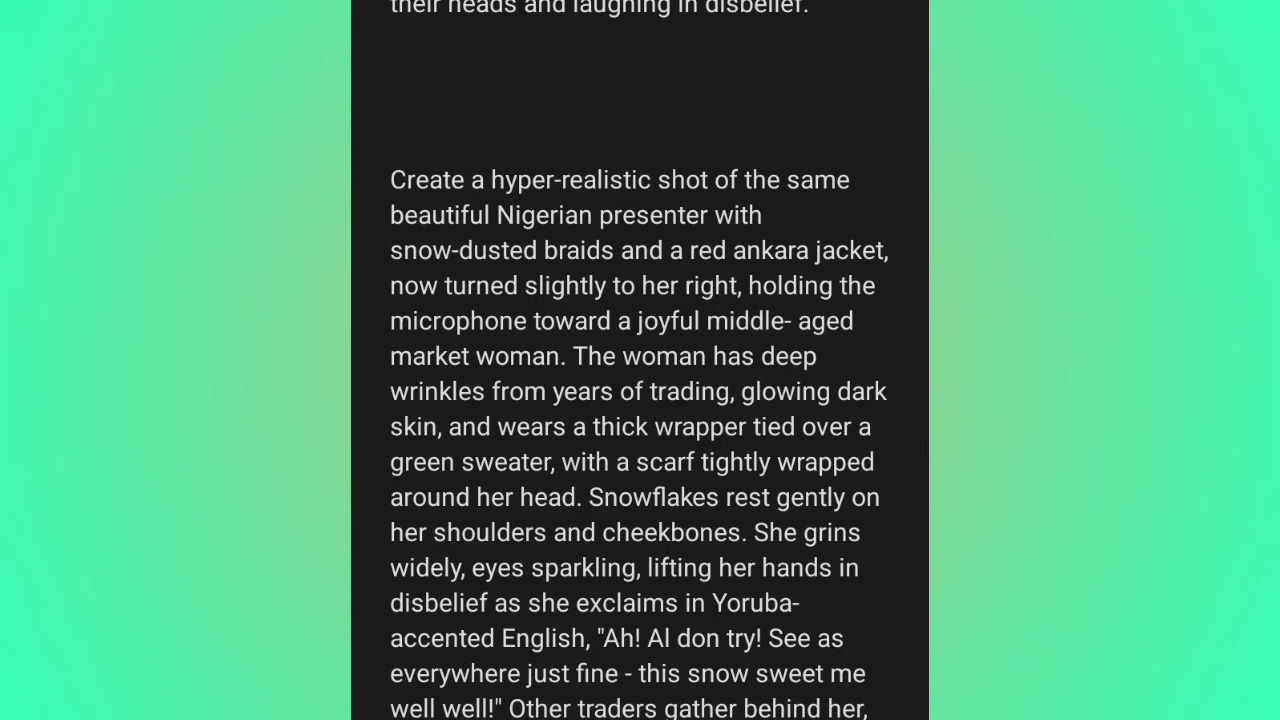 their heads and laughing in disbelief.
Create a hyper-realistic shot of the same
beautiful Nigerian presenter with
snow-dusted braids and a red ankara jacket,
now turned slightly to her right, holding the
microphone toward a joyful middle- aged
market woman. The woman has deep
wrinkles from years of trading, glowing dark
skin, and wears a thick wrapper tied over a
green sweater, with a scarf tightly wrapped
around her head. Snowflakes rest gently on
her shoulders and cheekbones. She grins
widely, eyes sparkling, lifting her hands in
disbelief as she exclaims in Yoruba-
accented English, "Ah! Al don try! See as
everywhere just fine - this snow sweet me
well well!" Other traders gather behind her,